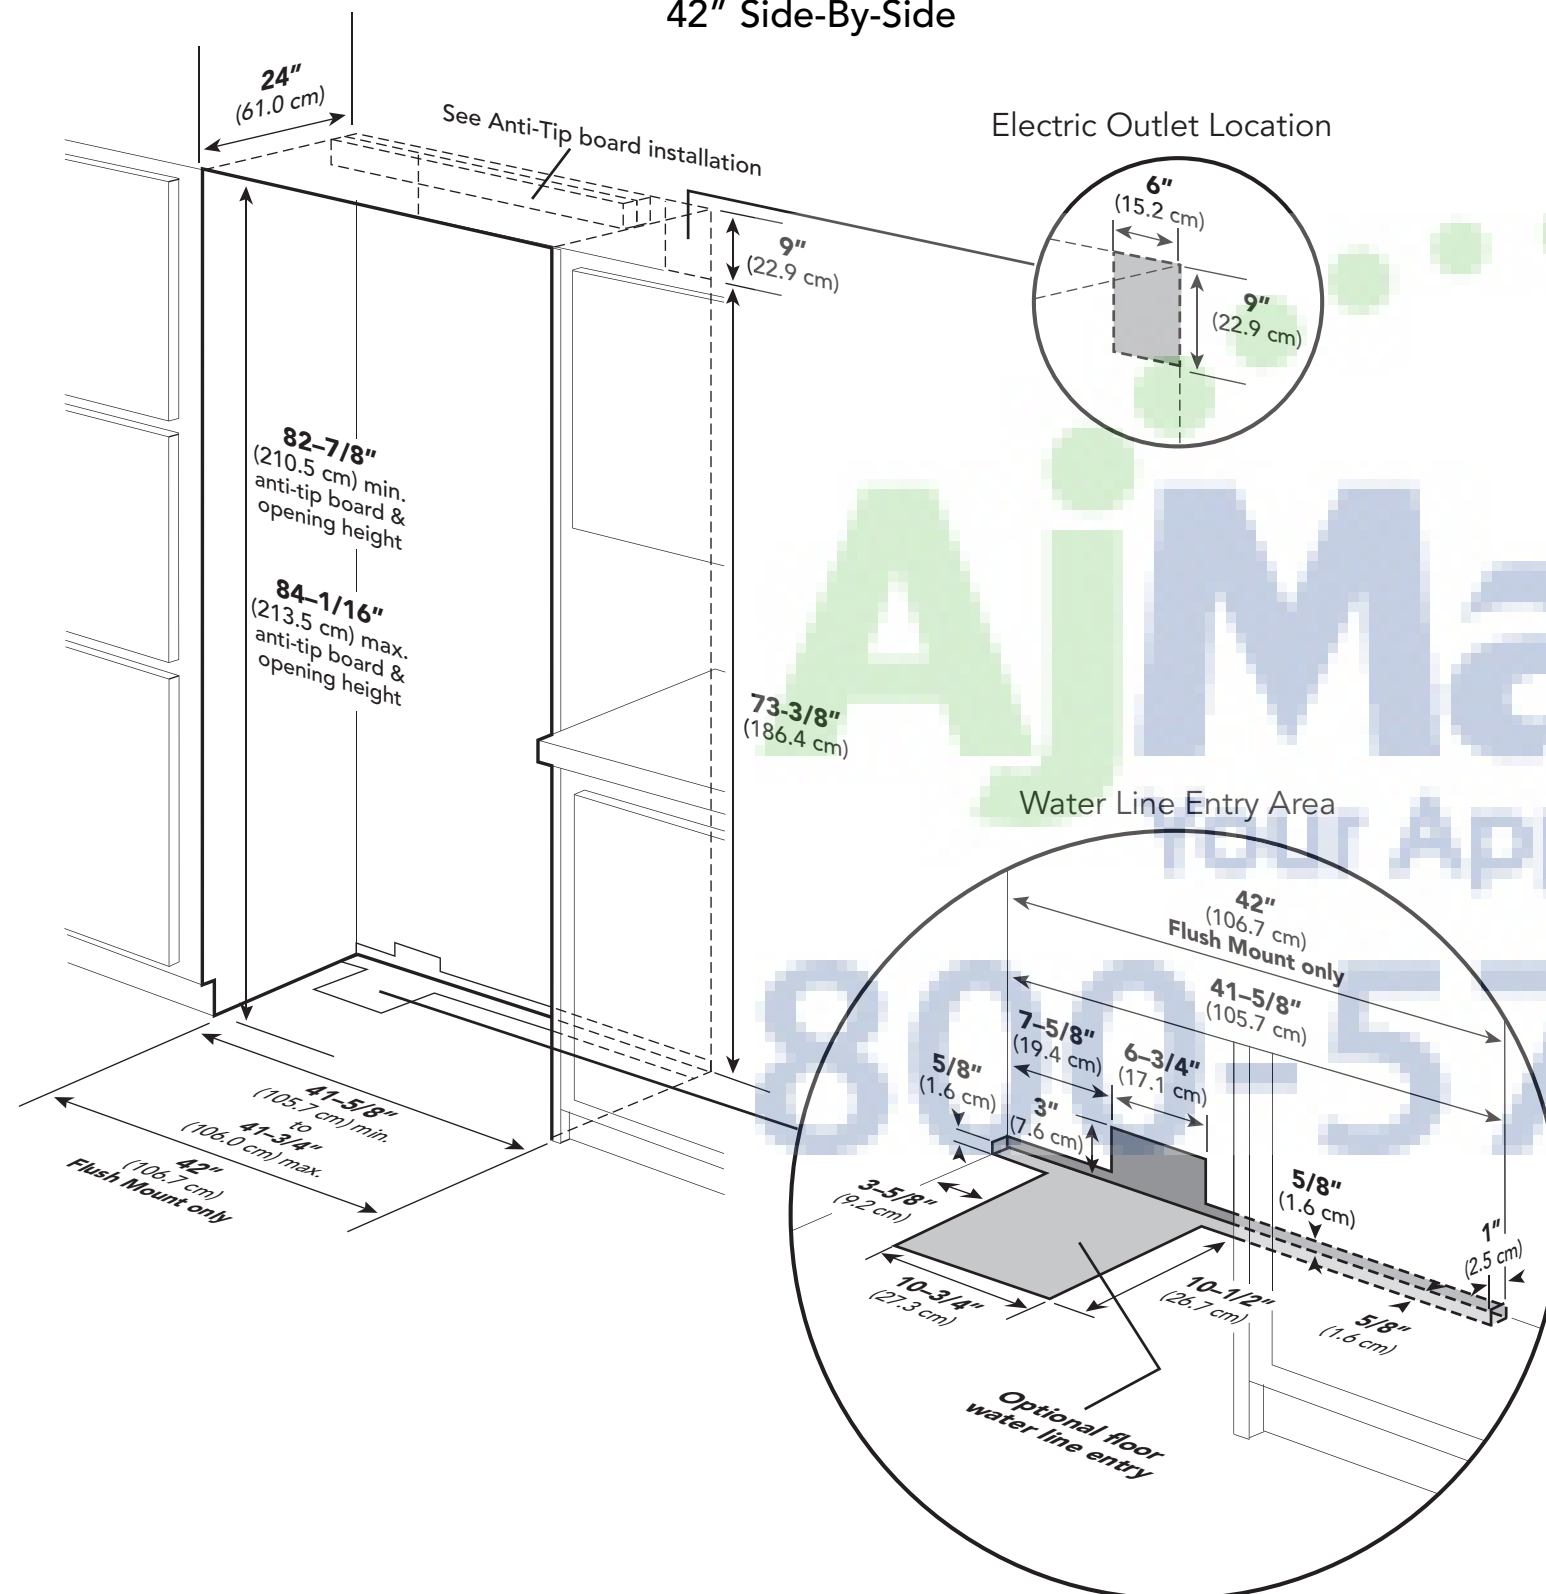 42” Side-By-Side
24”
(61.0 cm)
See Anti-Tip board installation
9”
(22.9 cm)
Electric Outlet Location
6”
(15.2 cm)
9”
(22.9 cm)
82–7/8”
(210.5 cm) min.
anti-tip board &
opening height
84–1/16”
(213.5 cm) max.
anti-tip board &
opening height
73-3/8”
(186.4 cm)
AjMa
Your Ap
800-57
41–5/8”
(105.7 cm) min.
to
41–3/4”
(106.0 cm) max.
42”
(106.7 cm)
Flush Mount only
Water Line Entry Area
42”
(106.7 cm)
Flush Mount only
41–5/8”
(105.7 cm)
7–5/8”
(19.4 cm)
6–3/4”
(17.1 cm)
5/8”
(1.6 cm)
3”
(7.6 cm)
3–5/8”
(9.2 cm)
5/8”
(1.6 cm)
1”
(2.5 cm)
10–3/4”
(27.3 cm)
10–1/2”
(26.7 cm)
5/8”
(1.6 cm)
Optional floor
water line entry